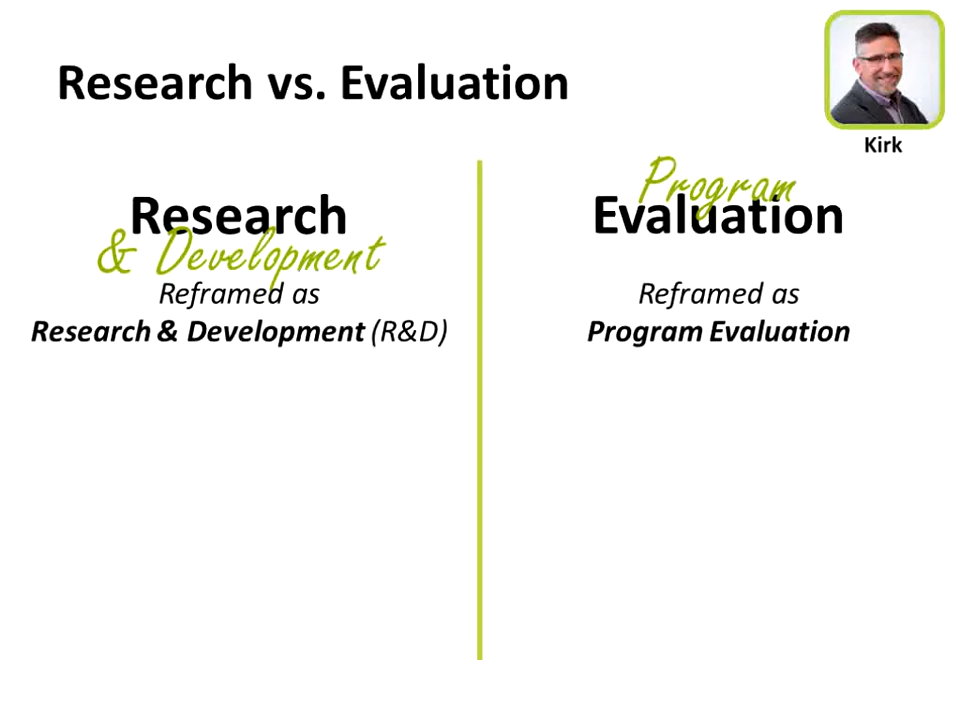 Research vs. Evaluation
Kirk
Research
& Development
Reframed as
Research & Development (R&D)
Program
Evaluation
Reframed as
Program Evaluation